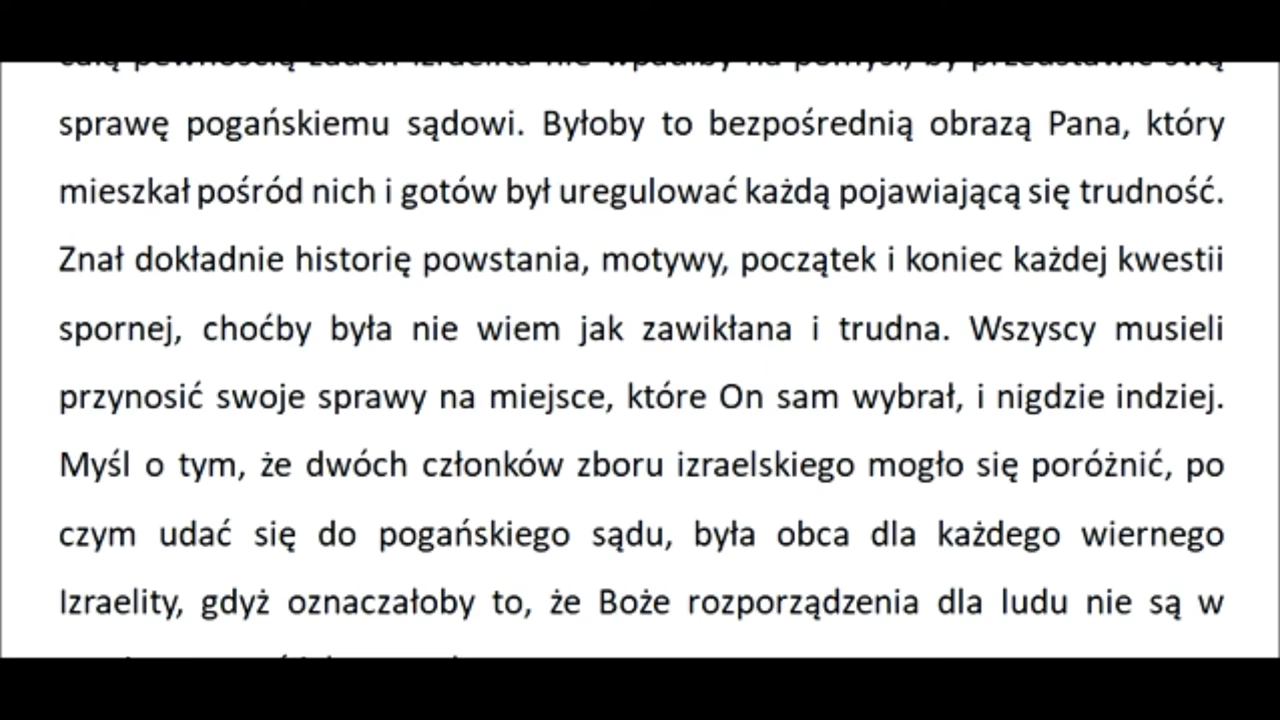 sprawę pogańskiemu sądowi. Byłoby to bezpośrednią obrazą Pana, który
mieszkał pośród nich i gotów był uregulować każdą pojawiającą się trudność.
Znał dokładnie historię powstania, motywy, początek i koniec każdej kwestii
spornej, choćby była nie wiem jak zawikłana i trudna. Wszyscy musieli
przynosić swoje sprawy na miejsce, które On sam wybrał, i nigdzie indziej.
Myśl o tym, że dwóch członków zboru izraelskiego mogło się poróżnić, po
czym udać się do pogańskiego sądu, była obca dla każdego wiernego
Izraelity, gdyż oznaczałoby to, że Boże rozporządzenia dla ludu nie są w